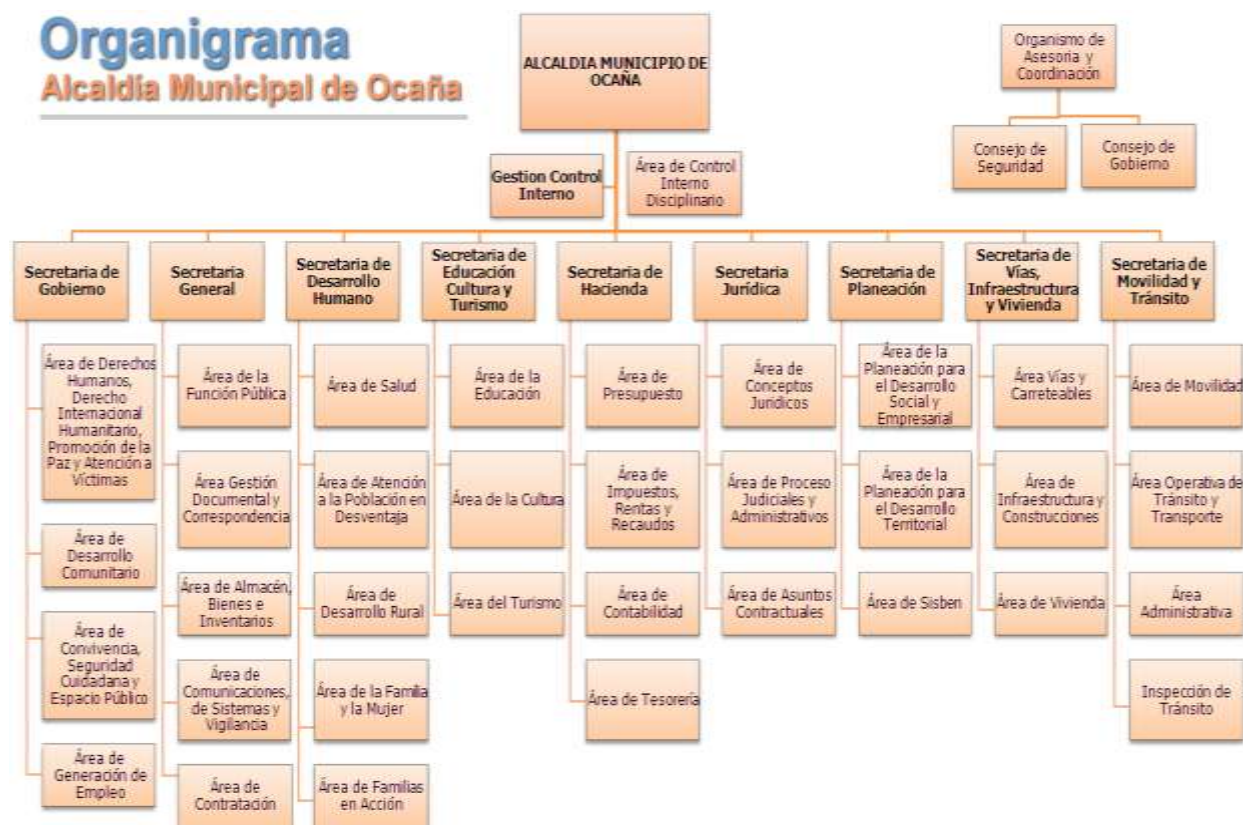 Organigrama
Alcaldía Municipal de Ocaña
ALCALDIA MUNICIPIO DE
OCAÑA
Organismo de
Asesoria y
Coordinación
Consejo de
Seguridad
Consejo de
Gobierno
Gestion Control
Interno
Área de Control
Interno
Disciplinario
Secretaria de
Gobierno
Área de Derechos
Humanos,
Derecho
Internacional
Humanitario,
Promoción de la
Paz y Atención a
Víctimas
Área de
Desarrollo
Comunitario
Área de
Convivencia,
Seguridad
Cuidadana y
Espacio Público
Área de
Generación de
Empleo
Secretaria
General
Área de la
Función Pública
Área Gestión
Documental y
Correspondencia
Área de Almacén,
Bienes e
Inventarios
Área de
Comunicaciones,
de Sistemas y
Vigilancia
Área de
Contratación
Secretaria de
Desarrollo
Humano
Área de Salud
Área de Atención
a la Población en
Desventaja
Área de
Desarrollo Rural
Área de la Familia
y la Mujer
Área de Familias
en Acción
Secretaria de
Educación
Cultura y
Turismo
Área de la
Educación
Área de la Cultura
Área del Turismo
Secretaria de
Hacienda
Área de
Presupuesto
Área de
Impuestos,
Rentas y
Recaudos
Área de
Contabilidad
Área de Tesorería
Secretaria
Jurídica
Área de
Conceptos
Juridicos
Área de Proceso
Judiciales y
Administrativos
Área de Asuntos
Contractuales
Secretaria de
Planeación
Área de la
Planeación para
el Desarrollo
Social y
Empresarial
Área de la
Planeación para
el Desarrollo
Territorial
Área de Sisben
Secretaria de
Vías,
Infraestructura
y Vivienda
Área Vías y
Carreteables
Área de
Infraestructura y
Construcciones
Área de Vivienda
Secretaria de
Movilidad y
Tránsito
Área de Movilidad
Área Operativa de
Tránsito y
Transporte
Área
Administrativa
Inspección de
Tránsito